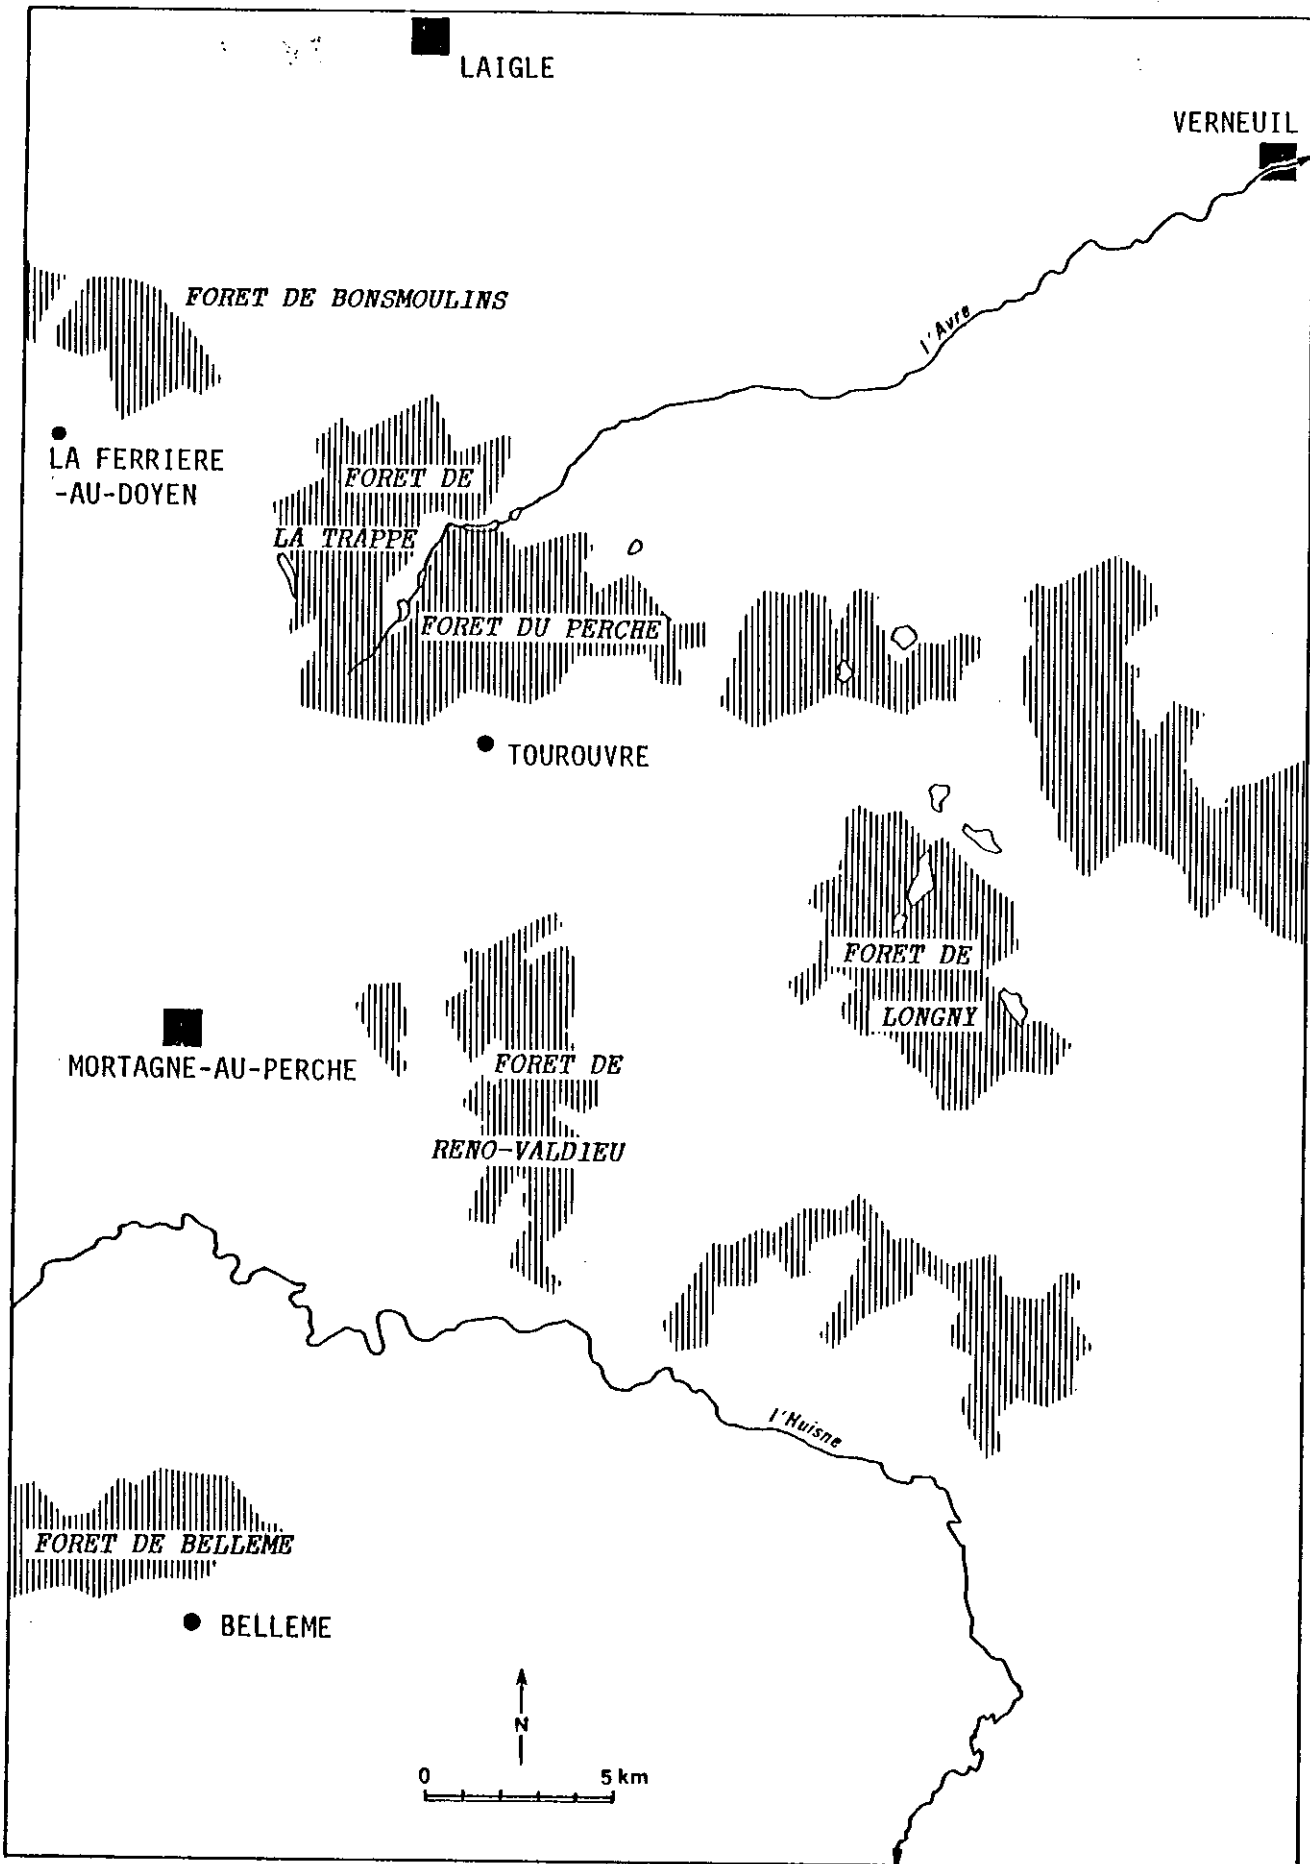 LAIGLE
VERNEUIL
FORET DE BONSMOULINS
l'Avre
LA FERRIERE
-AU-DOYEN
FORET DE
LA TRAPPE
FORET DU PERCHE
TOUROUVRE
FORET DE
LONGNY
MORTAGNE-AU-PERCHE
FORET DE
RENO-VALDIEU
l'Huisne
FORET DE BELLEME
BELLEME
N
0 5 km